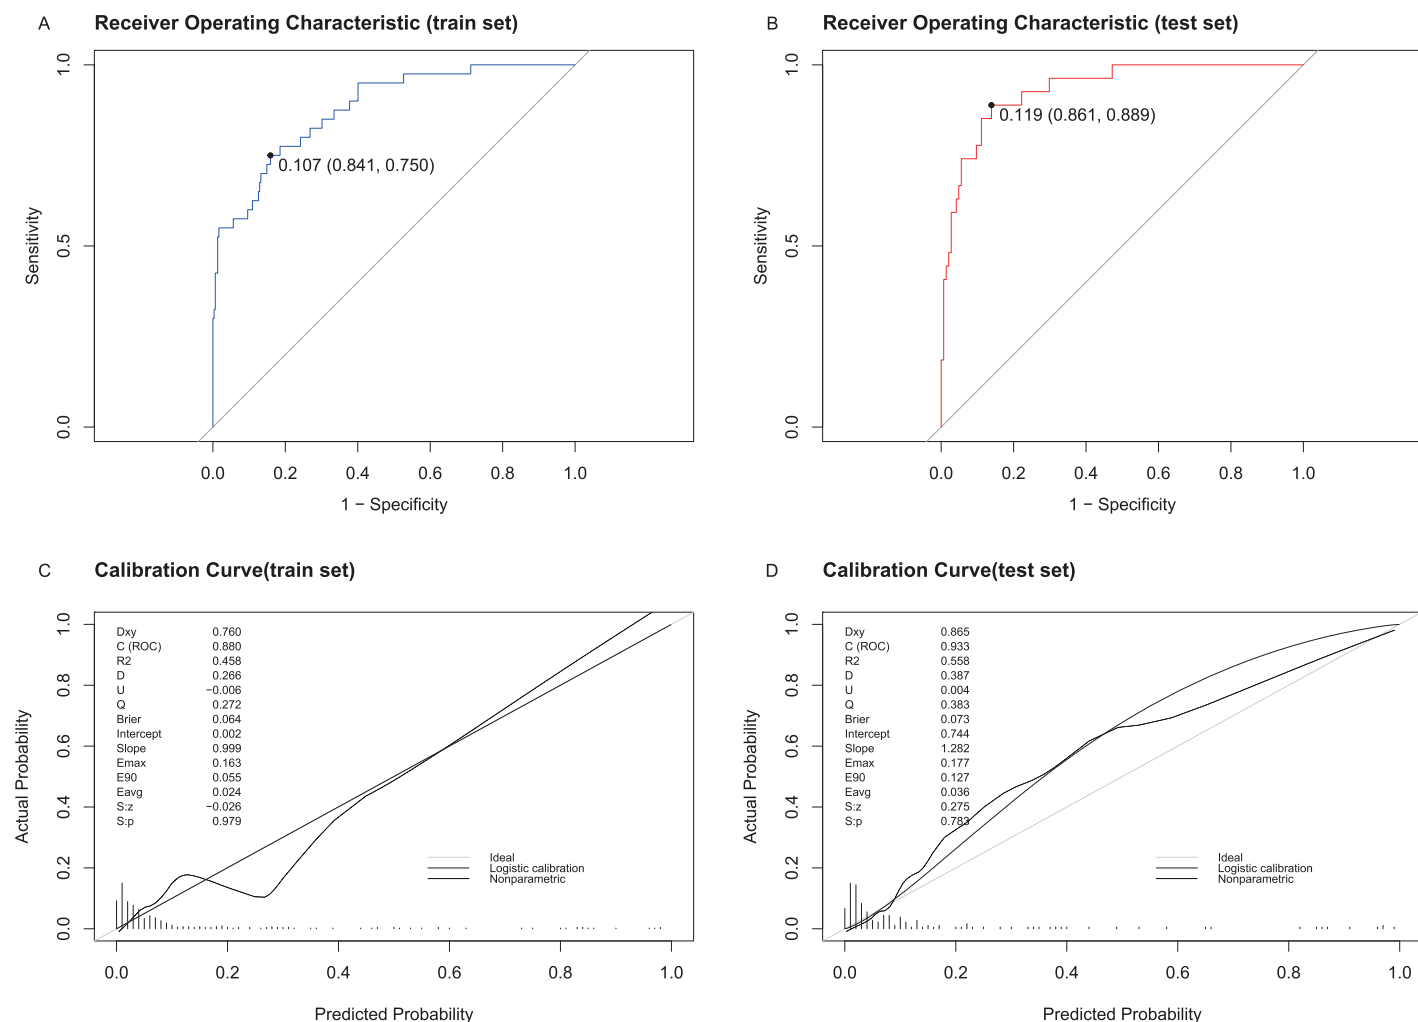 A
Receiver Operating Characteristic (train set)
1.0
0.5
0.0
Sensitivity
0.107 (0.841, 0.750)
0.0 0.2 0.4 0.6 0.8 1.0
1 − Specificity
B
Receiver Operating Characteristic (test set)
1.0
0.5
0.0
Sensitivity
0.119 (0.861, 0.889)
0.0 0.2 0.4 0.6 0.8 1.0
1 − Specificity
C
Calibration Curve(train set)
1.0
0.8
0.6
0.4
0.2
0.0
Actual Probability
Dxy 0.760
C (ROC) 0.880
R2 0.458
D 0.266
U −0.006
Q 0.272
Brier 0.064
Intercept 0.002
Slope 0.999
Emax 0.163
E90 0.055
Eavg 0.024
S:z −0.026
S:p 0.979
Ideal
Logistic calibration
Nonparametric
0.0 0.2 0.4 0.6 0.8 1.0
Predicted Probability
D
Calibration Curve(test set)
1.0
0.8
0.6
0.4
0.2
0.0
Actual Probability
Dxy 0.865
C (ROC) 0.933
R2 0.558
D 0.387
U 0.004
Q 0.383
Brier 0.073
Intercept 0.744
Slope 1.282
Emax 0.177
E90 0.127
Eavg 0.036
S:z 0.275
S:p 0.783
Ideal
Logistic calibration
Nonparametric
0.0 0.2 0.4 0.6 0.8 1.0
Predicted Probability